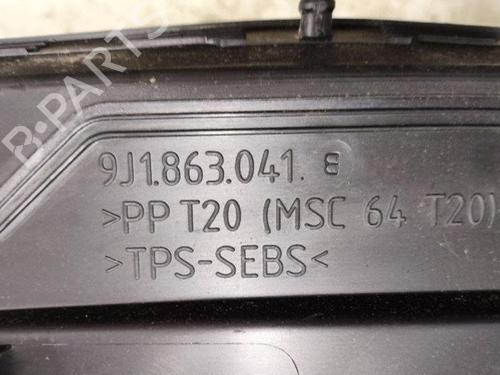 B-PARTS
9J1.863.041. B
>PP T20 (MSC 64 T20)
>TPS-SEBS<